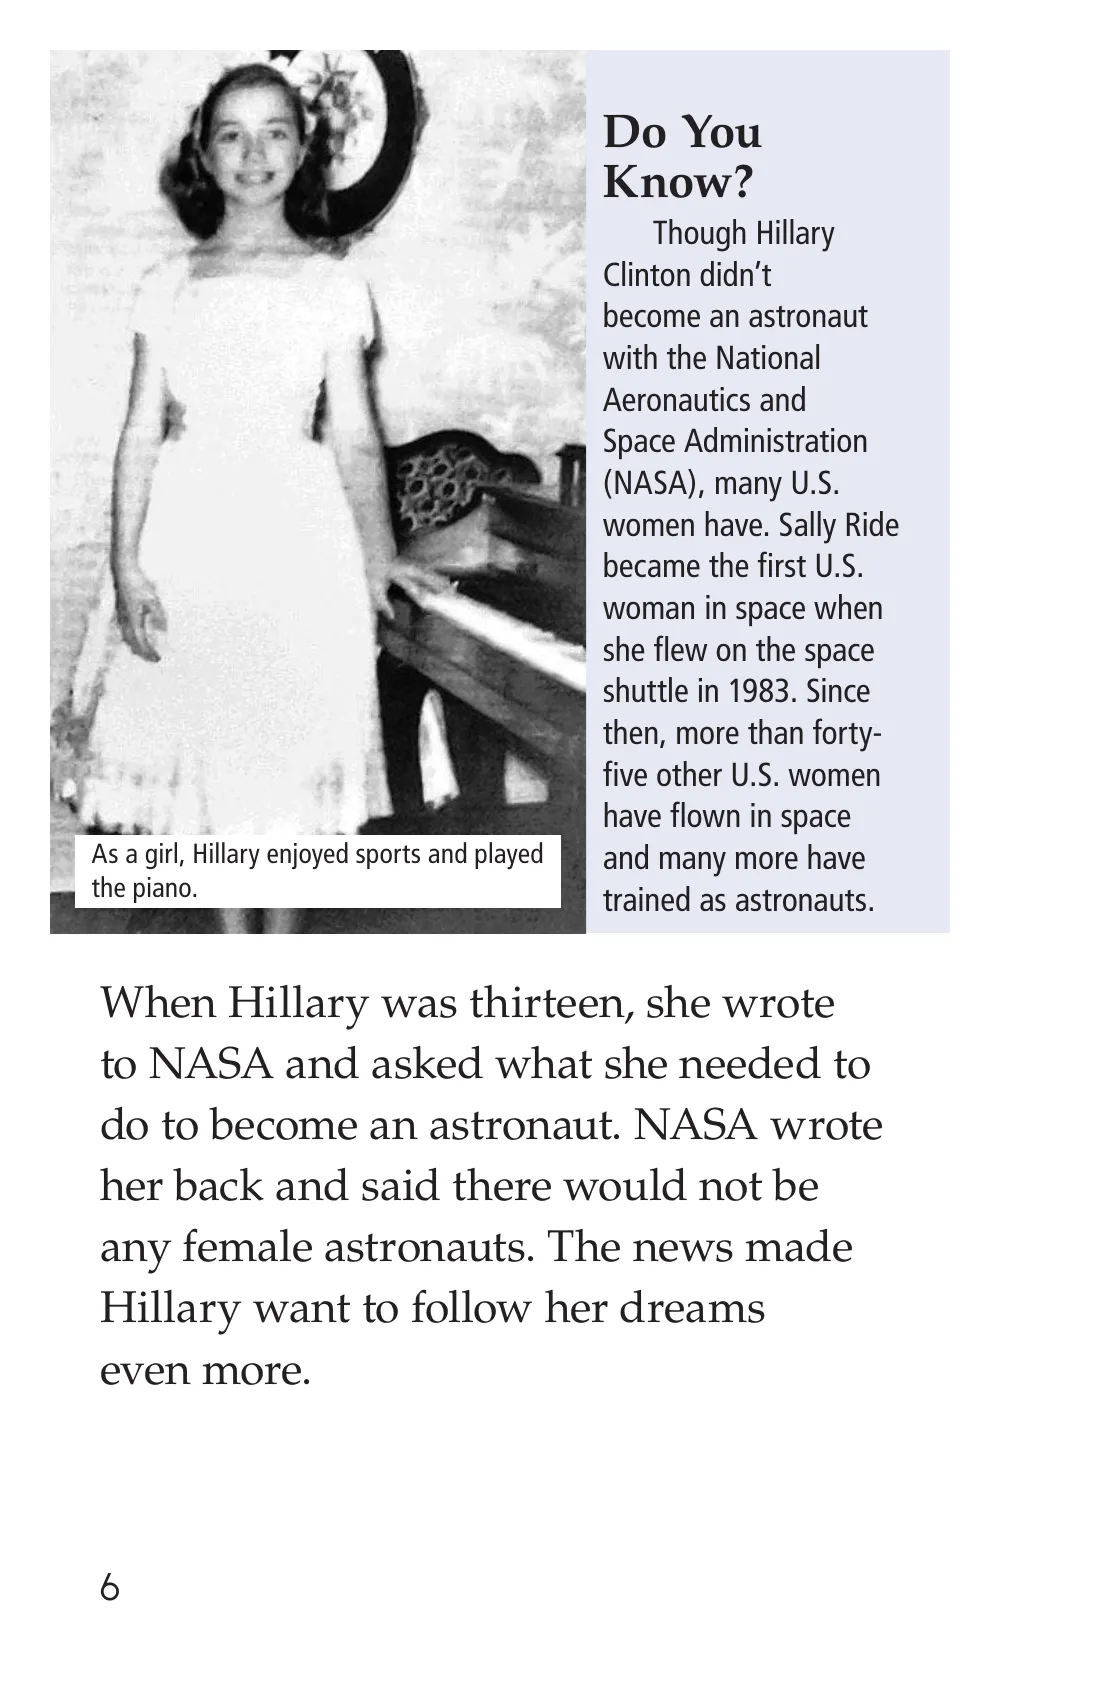 Do You
Know?
Though Hillary
Clinton didn’t
become an astronaut
with the National
Aeronautics and
Space Administration
(NASA), many U.S.
women have. Sally Ride
became the first U.S.
woman in space when
she flew on the space
shuttle in 1983. Since
then, more than forty-
five other U.S. women
have flown in space
and many more have
trained as astronauts.
As a girl, Hillary enjoyed sports and played
the piano.
When Hillary was thirteen, she wrote
to NASA and asked what she needed to
do to become an astronaut. NASA wrote
her back and said there would not be
any female astronauts. The news made
Hillary want to follow her dreams
even more.
6